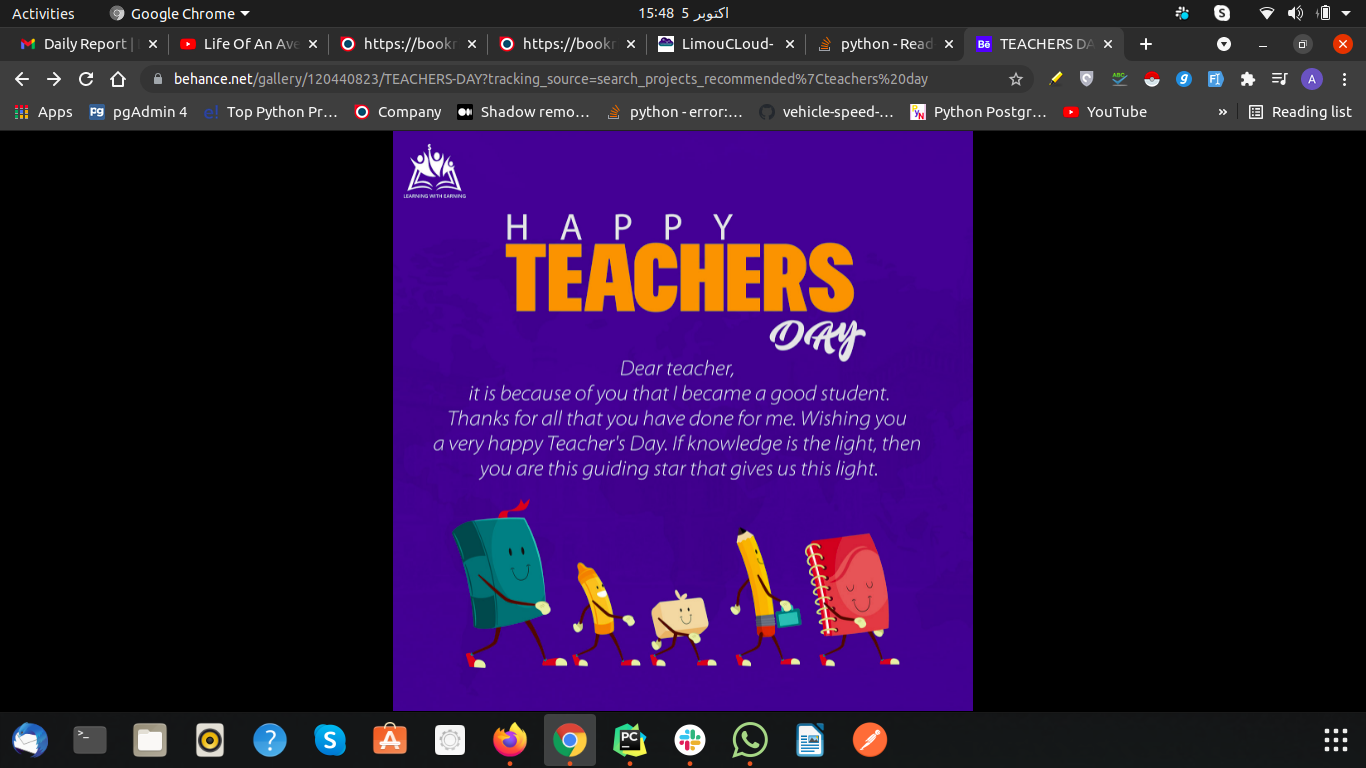 Activities
Google Chrome
15:48 5 اکتوبر
Daily Report |
Life Of An Ave
https://bookr
https://bookr
LimouCLoud-
python - Read
TEACHERS DA
behance.net/gallery/120440823/TEACHERS-DAY?tracking_source=search_projects_recommended%7Cteachers%20day
ABC
A
Apps
pgAdmin 4
Top Python Pr…
Company
Shadow remo…
python - error:…
vehicle-speed-…
Python Postgr…
YouTube
»
Reading list
LEARNING WITH EARNING
HAPPY
TEACHERS
DAY
Dear teacher,
it is because of you that I became a good student.
Thanks for all that you have done for me. Wishing you
a very happy Teacher's Day. If knowledge is the light, then
you are this guiding star that gives us this light.